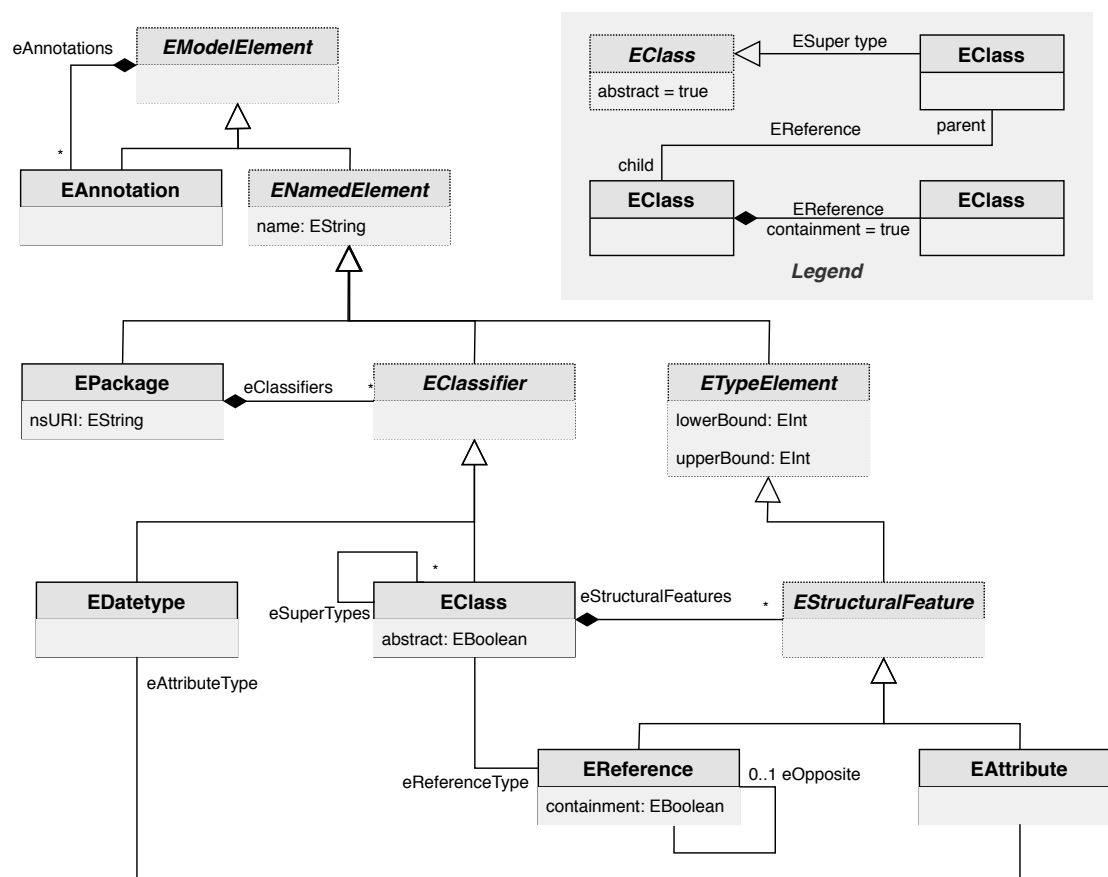 eAnnotations
EModelElement
*
EAnnotation
ENamedElement
name: EString
EClass
abstract = true
ESuper type
EClass
EReference
parent
child
EClass
EReference
containment = true
EClass
Legend
EPackage
nsURI: EString
eClassifiers
*
EClassifier
ETypeElement
lowerBound: EInt
upperBound: EInt
EDatetype
*
eSuperTypes
EClass
abstract: EBoolean
eStructuralFeatures
*
EStructuralFeature
eAttributeType
eReferenceType
EReference
containment: EBoolean
0..1 eOpposite
EAttribute